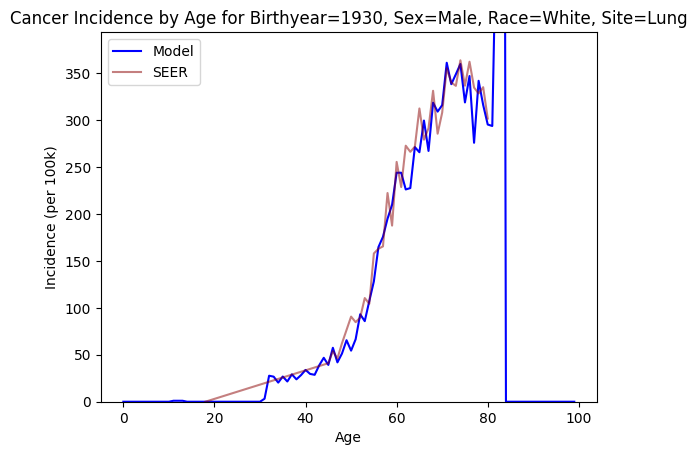 Cancer Incidence by Age for Birthyear=1930, Sex=Male, Race=White, Site=Lung
Model
SEER
350
300
250
200
150
100
50
0
Incidence (per 100k)
0 20 40 60 80 100
Age